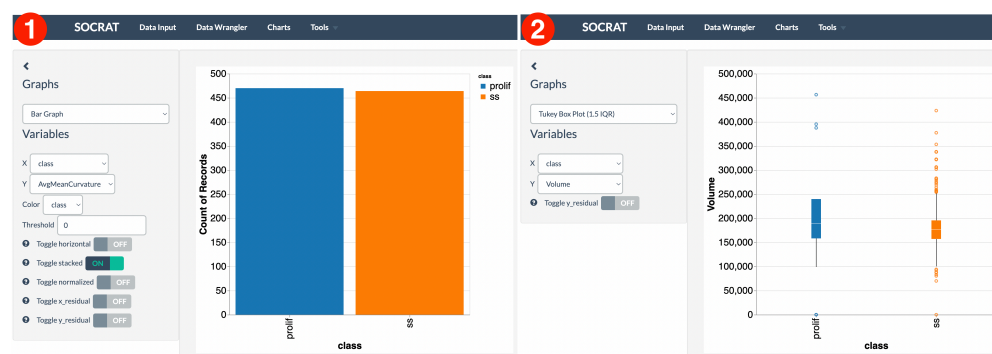 1 SOCRAT Data Input Data Wrangler Charts Tools
Graphs
Bar Graph
Variables
X class
Y AvgMeanCurvature
Color class
Threshold 0
Toggle horizontal OFF
Toggle stacked ON
Toggle normalized OFF
Toggle x_residual OFF
Toggle y_residual OFF
Count of Records
500
450
400
350
300
250
200
150
100
50
0
prolif
ss
class
class
prolif
ss
2 SOCRAT Data Input Data Wrangler Charts Tools
Graphs
Tukey Box Plot (1.5 IQR)
Variables
X class
Y Volume
Toggle y_residual OFF
Volume
500,000
450,000
400,000
350,000
300,000
250,000
200,000
150,000
100,000
50,000
0
prolif
ss
class